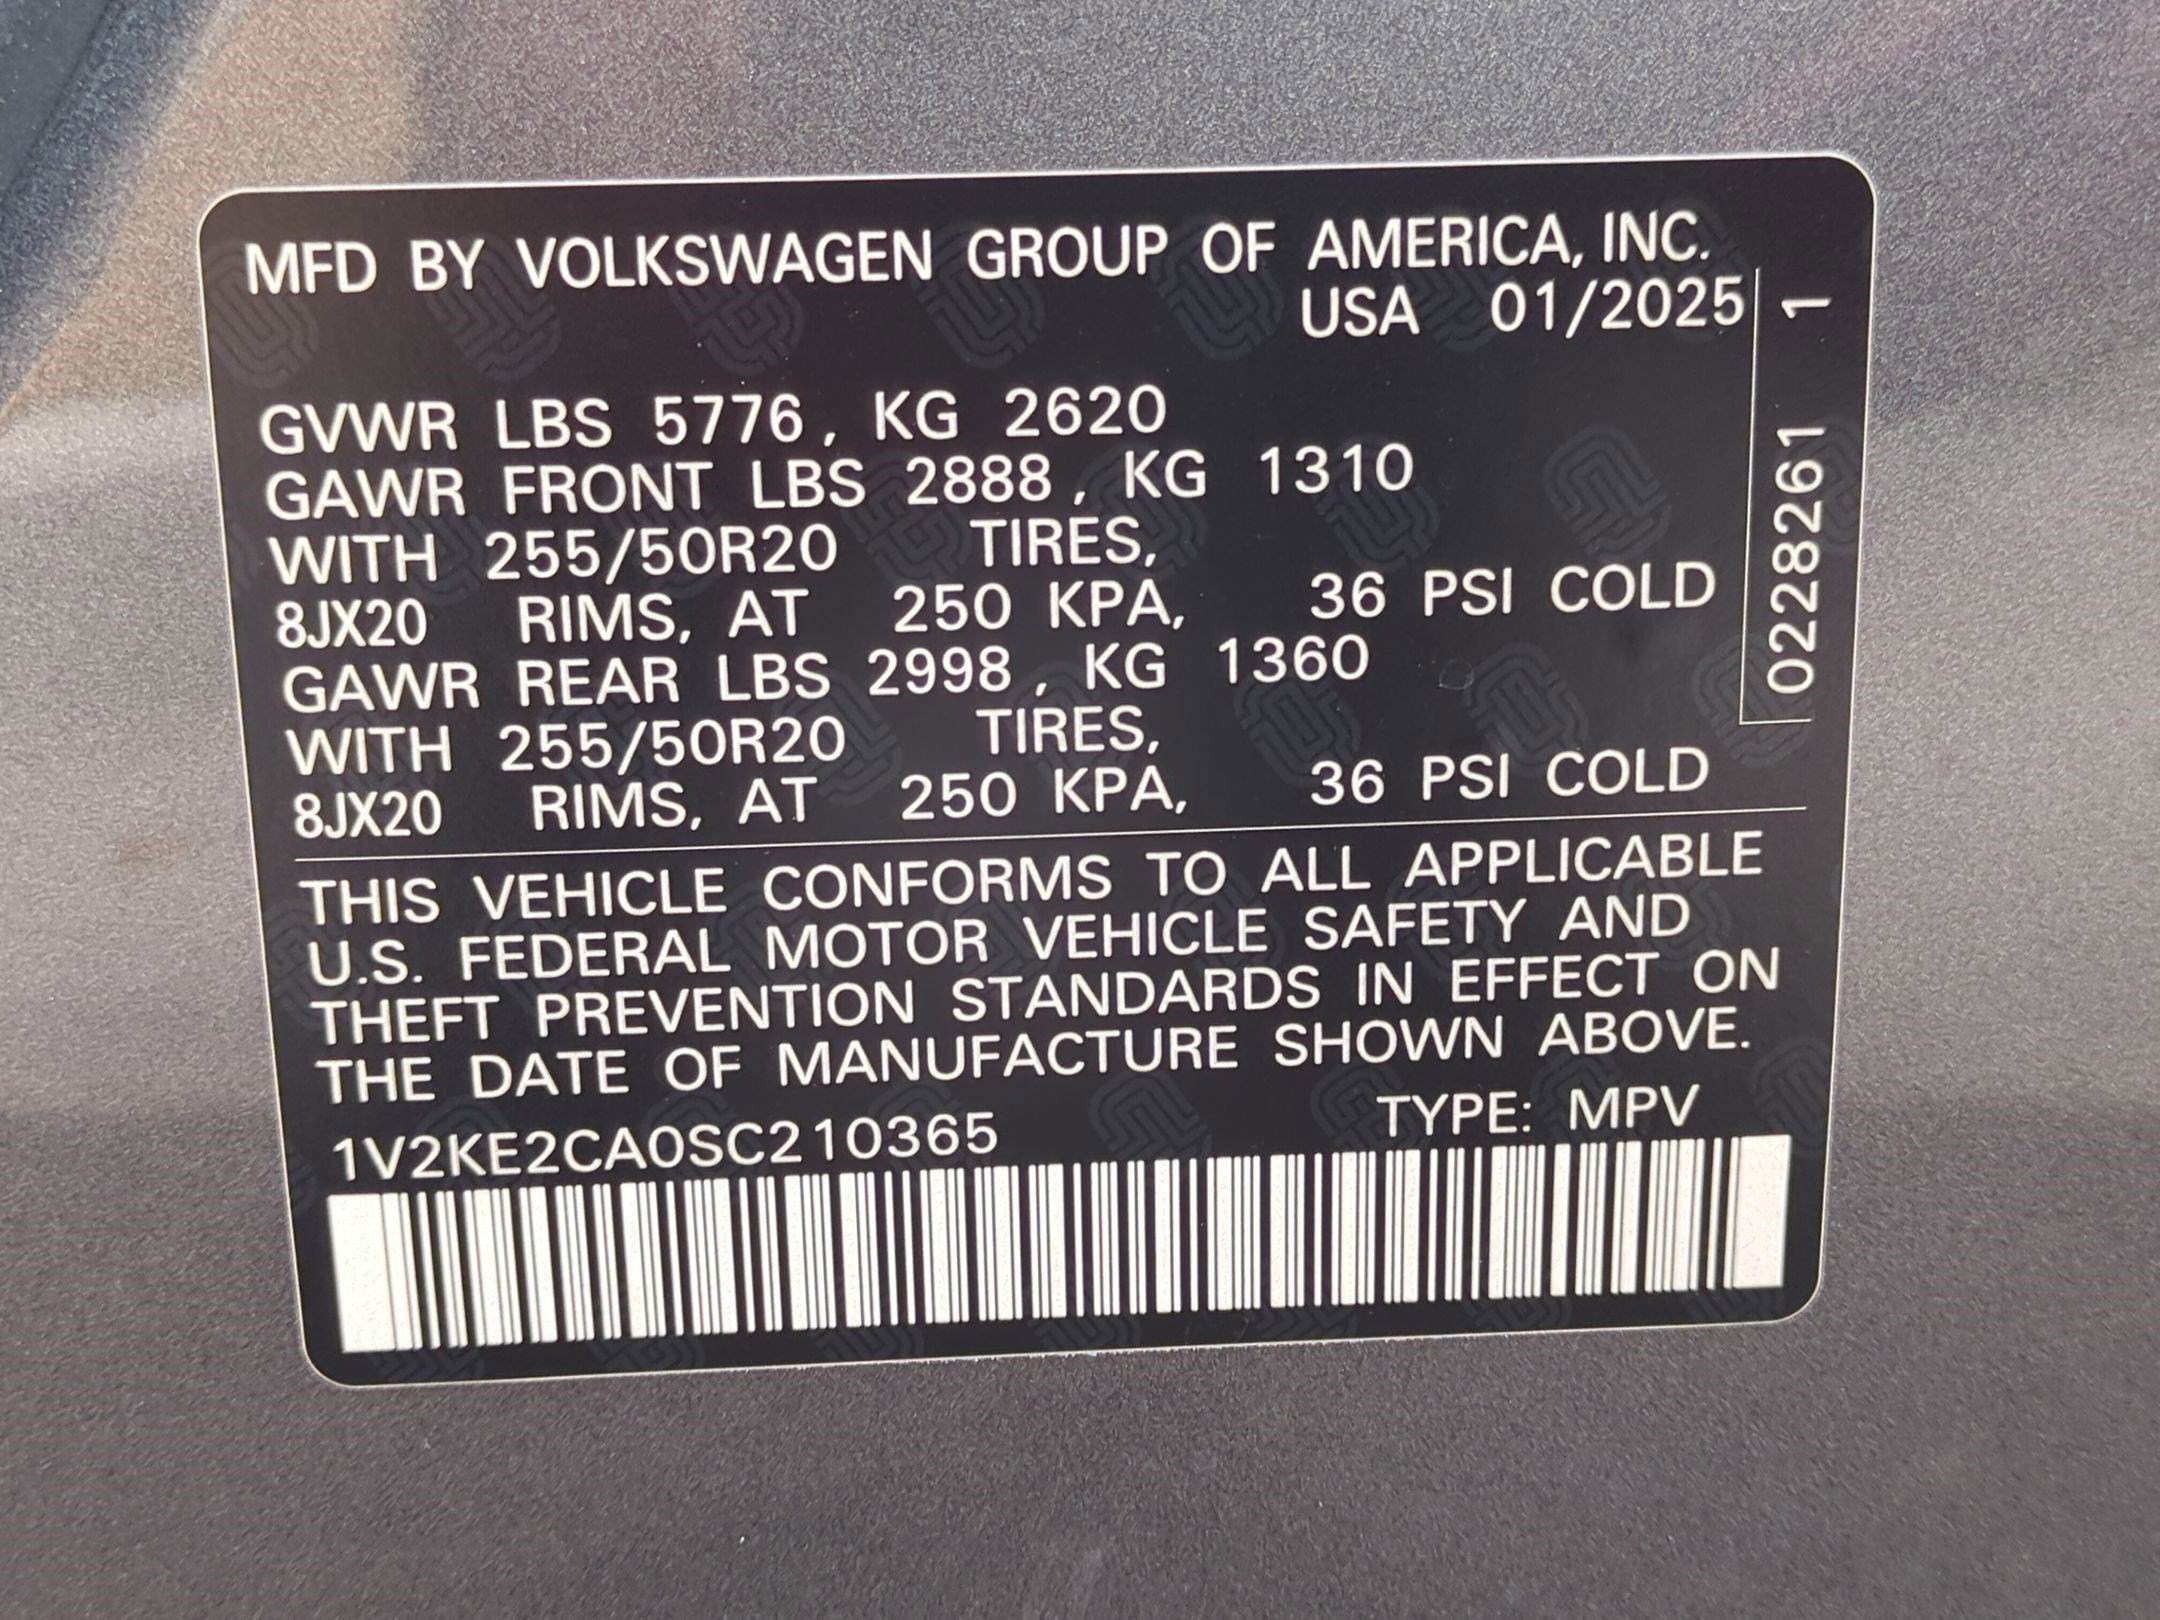 MFD BY VOLKSWAGEN GROUP OF AMERICA, INC.
USA 01/2025
GVWR LBS 5776, KG 2620
GAWR FRONT LBS 2888, KG 1310
WITH 255/50R20 TIRES,
8JX20 RIMS, AT 250 KPA, 36 PSI COLD
GAWR REAR LBS 2998, KG 1360
WITH 255/50R20 TIRES,
8JX20 RIMS, AT 250 KPA, 36 PSI COLD
0228261 1
THIS VEHICLE CONFORMS TO ALL APPLICABLE
U.S. FEDERAL MOTOR VEHICLE SAFETY AND
THEFT PREVENTION STANDARDS IN EFFECT ON
THE DATE OF MANUFACTURE SHOWN ABOVE.
1V2KE2CA0SC210365 TYPE: MPV